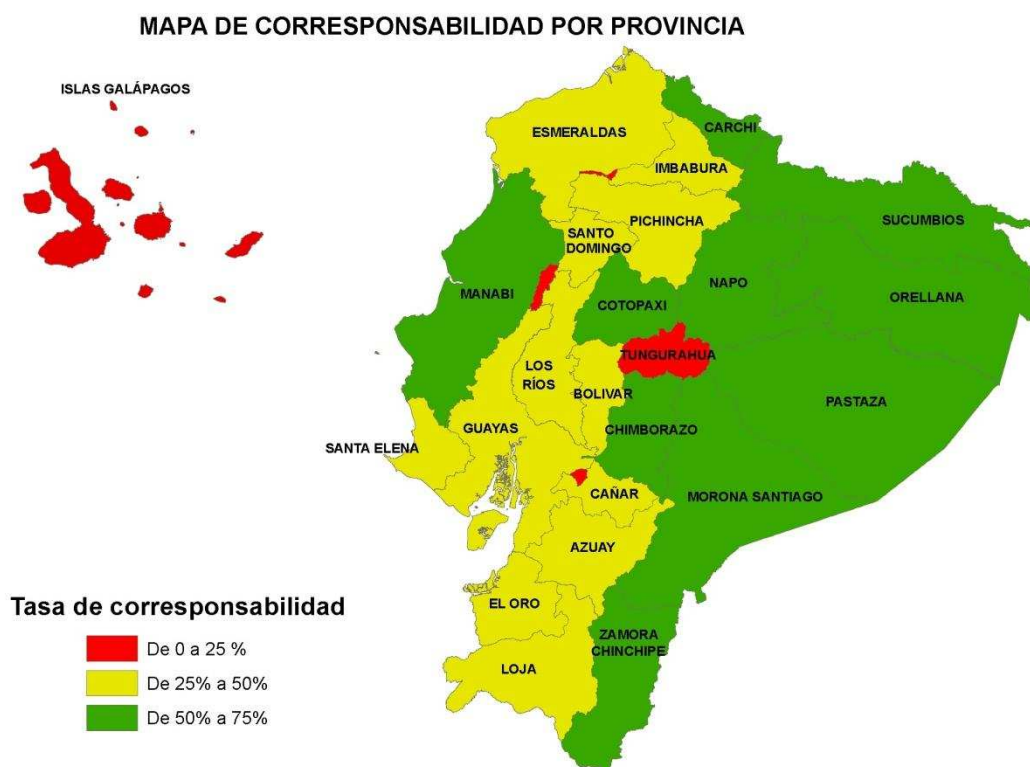 MAPA DE CORRESPONSABILIDAD POR PROVINCIA
ISLAS GALÁPAGOS
CARCHI
ESMERALDAS
IMBABURA
PICHINCHA
SUCUMBIOS
SANTO
DOMINGO
NAPO
MANABI
COTOPAXI
ORELLANA
TUNGURAHUA
LOS
RÍOS
BOLIVAR
PASTAZA
GUAYAS
CHIMBORAZO
SANTA ELENA
CAÑAR
MORONA SANTIAGO
AZUAY
EL ORO
ZAMORA
CHINCHIPE
LOJA
Tasa de corresponsabilidad
De 0 a 25 %
De 25% a 50%
De 50% a 75%